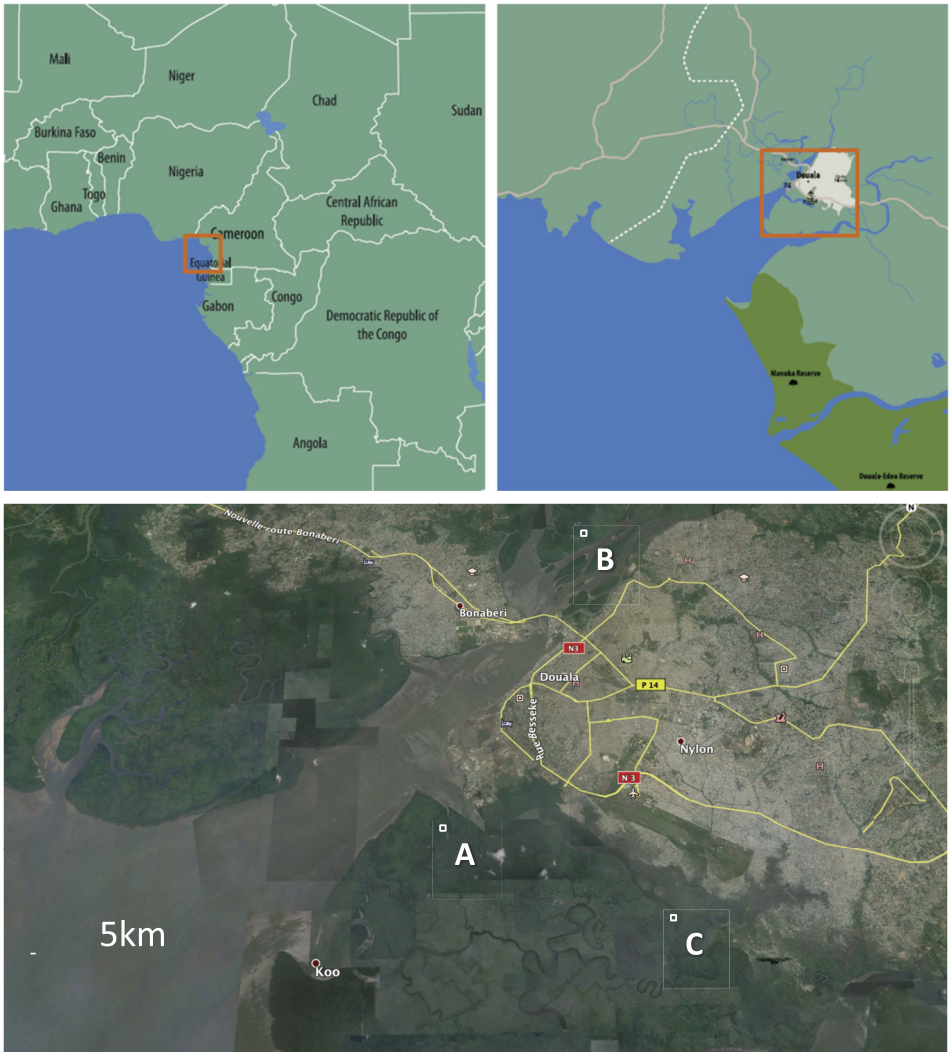 Mali
Niger
Chad
Sudan
Burkina Faso
Benin
Nigeria
Togo
Ghana
Central African
Republic
Cameroon
Equatorial
Guinea
Gabon
Congo
Democratic Republic of
the Congo
Angola
Douala
Manoka Reserve
Douala-Edea Reserve
Nouvelle route Bonaberi
N
B
H
Bonabéri
H
N3
Douala
H
P 14
Rue Besseke
Nylon
H
N 3
A
5km
C
Koo